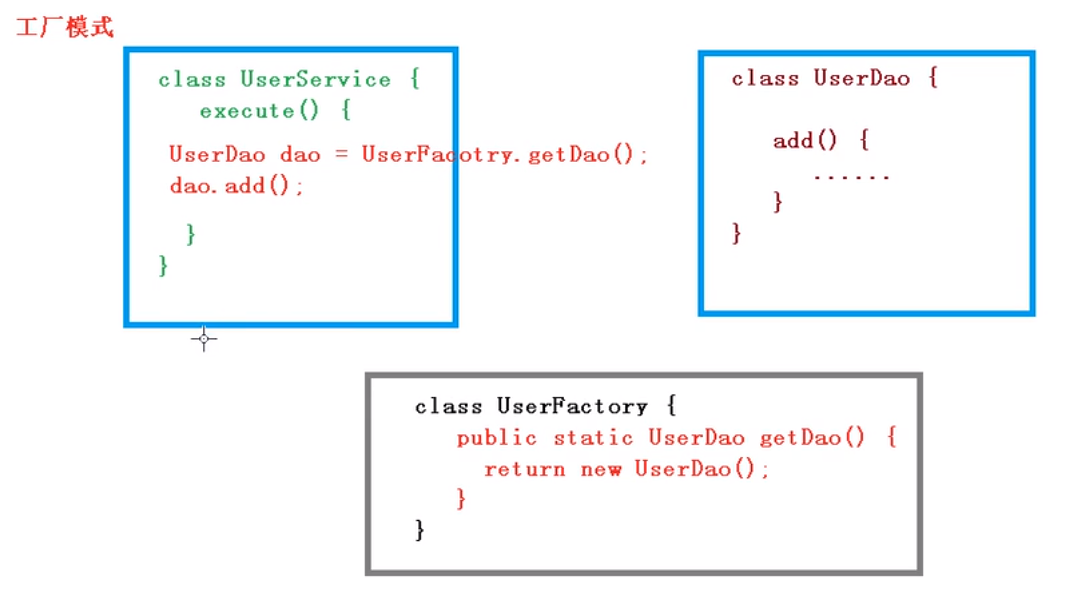 工厂模式
class UserService {
execute() {
UserDao dao = UserFacotry.getDao();
dao.add();
}
}
class UserDao {
add() {
......
}
}
class UserFactory {
public static UserDao getDao() {
return new UserDao();
}
}